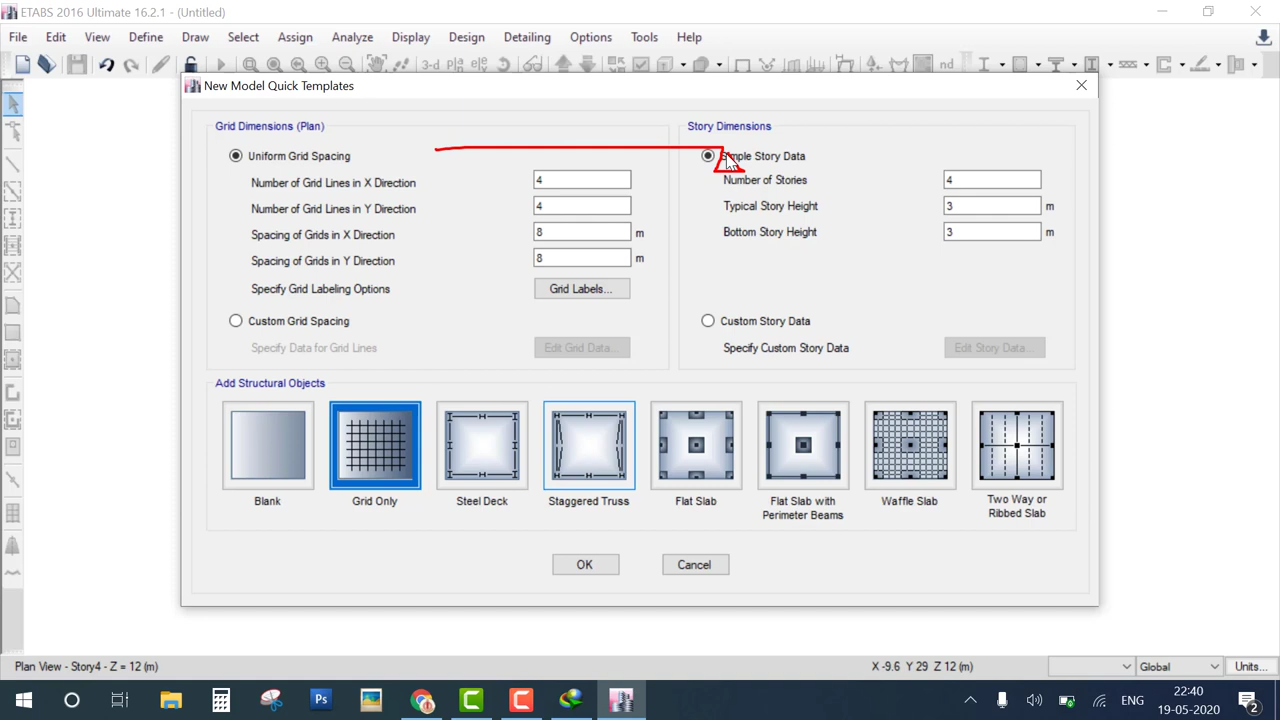 ETABS 2016 Ultimate 16.2.1 - (Untitled)
File Edit View Define Draw Select Assign Analyze Display Design Detailing Options Tools Help
3-d nd
New Model Quick Templates
Grid Dimensions (Plan)
Uniform Grid Spacing
Number of Grid Lines in X Direction 4
Number of Grid Lines in Y Direction 4
Spacing of Grids in X Direction 8 m
Spacing of Grids in Y Direction 8 m
Specify Grid Labeling Options Grid Labels...
Custom Grid Spacing
Specify Data for Grid Lines Edit Grid Data...
Story Dimensions
Simple Story Data
Number of Stories 4
Typical Story Height 3 m
Bottom Story Height 3 m
Custom Story Data
Specify Custom Story Data Edit Story Data...
Add Structural Objects
Blank
Grid Only
Steel Deck
Staggered Truss
Flat Slab
Flat Slab with
Perimeter Beams
Waffle Slab
Two Way or
Ribbed Slab
OK Cancel
Plan View - Story4 - Z = 12 (m) X -9.6 Y 29 Z 12 (m) Global Units...
Ps ENG 22:40
19-05-2020 2